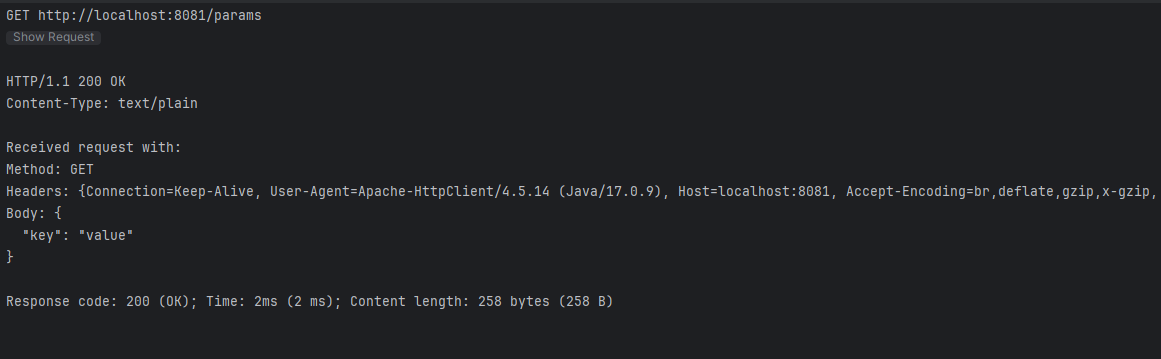 GET http://localhost:8081/params
Show Request
HTTP/1.1 200 OK
Content-Type: text/plain
Received request with:
Method: GET
Headers: {Connection=Keep-Alive, User-Agent=Apache-HttpClient/4.5.14 (Java/17.0.9), Host=localhost:8081, Accept-Encoding=br,deflate,gzip,x-gzip,
Body: {
"key": "value"
}
Response code: 200 (OK); Time: 2ms (2 ms); Content length: 258 bytes (258 B)